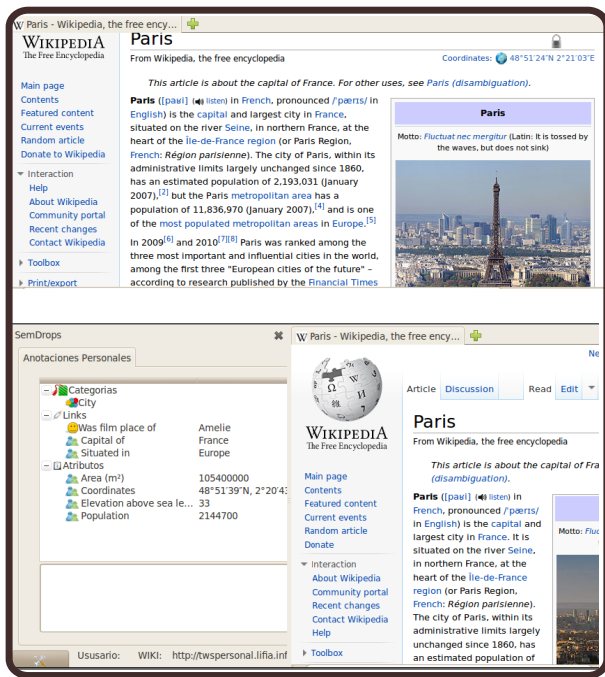 W Paris - Wikipedia, the free ency...
WIKIPEDIA
The Free Encyclopedia
Main page
Contents
Featured content
Current events
Random article
Donate to Wikipedia
Interaction
Help
About Wikipedia
Community portal
Recent changes
Contact Wikipedia
Toolbox
Print/export
Paris
From Wikipedia, the free encyclopedia
Coordinates: 48°51′24″N 2°21′03″E
This article is about the capital of France. For other uses, see Paris (disambiguation).
Paris ([paʁi] (listen) in French, pronounced /ˈpærɪs/ in
English) is the capital and largest city in France,
situated on the river Seine, in northern France, at the
heart of the Île-de-France region (or Paris Region,
French: Région parisienne). The city of Paris, within its
administrative limits largely unchanged since 1860,
has an estimated population of 2,193,031 (January
2007),[2] but the Paris metropolitan area has a
population of 11,836,970 (January 2007),[4] and is one
of the most populated metropolitan areas in Europe.[5]
In 2009[6] and 2010[7][8] Paris was ranked among the
three most important and influential cities in the world,
among the first three "European cities of the future" –
according to research published by the Financial Times
Paris
Motto: Fluctuat nec mergitur (Latin: It is tossed by
the waves, but does not sink)
SemDrops
Anotaciones Personales
Categorias
City
Links
Was film place of Amelie
Capital of France
Situated in Europe
Atributos
Area (m²) 105400000
Coordinates 48°51′39″N, 2°20′43
Elevation above sea le... 33
Population 2144700
Ususario: WIKI: http://twspersonal.lifia.inf
W Paris - Wikipedia, the free ency...
WIKIPEDIA
The Free Encyclopedia
Main page
Contents
Featured content
Current events
Random article
Donate
Interaction
About Wikipedia
Community portal
Recent changes
Contact Wikipedia
Help
Toolbox
Ne
Article Discussion Read Edit
Paris
From Wikipedia, the free encyclopedia
This article is about the capital of Fra
(disambiguation).
Paris ([paʁi] (listen) in
French, pronounced /ˈpærɪs/
in English) is the capital and
largest city in France. It is
situated on the river Seine,
in northern France, at the
heart of the Île-de-France
region (or Paris Region,
French: Région parisienne).
The city of Paris, within its
administrative limits largely
unchanged since 1860, has
an estimated population of
Motto: Fluc